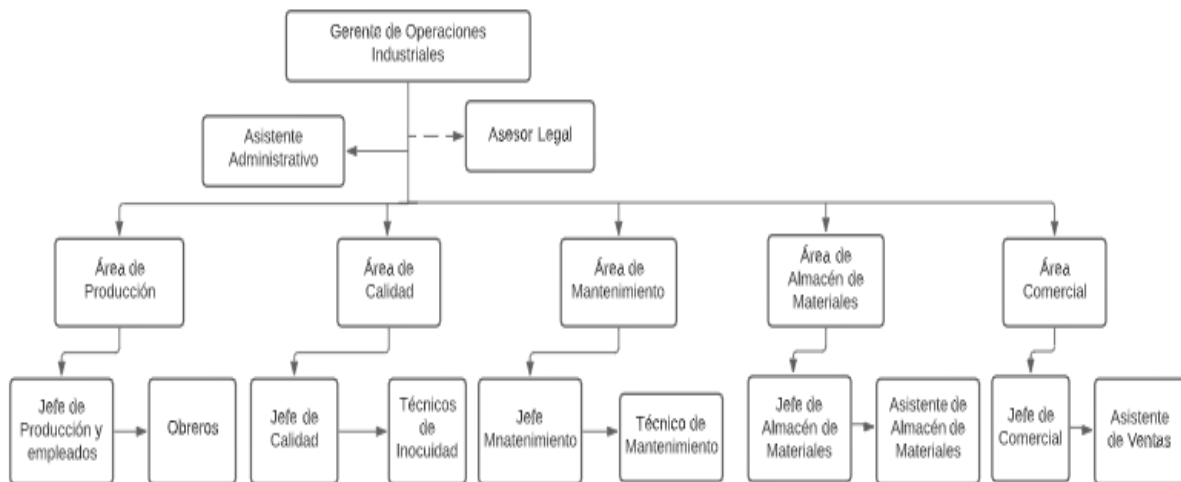 Gerente de Operaciones
Industriales
Asistente
Administrativo
Asesor Legal
Área de
Producción
Área de
Calidad
Área de
Mantenimiento
Área de
Almacén de
Materiales
Área
Comercial
Jefe de
Producción y
empleados
Obreros
Jefe de
Calidad
Técnicos
de
Inocuidad
Jefe
Mnatenimiento
Técnico de
Mantenimiento
Jefe de
Almacén de
Materiales
Asistente de
Almacén de
Materiales
Jefe de
Comercial
Asistente
de Ventas